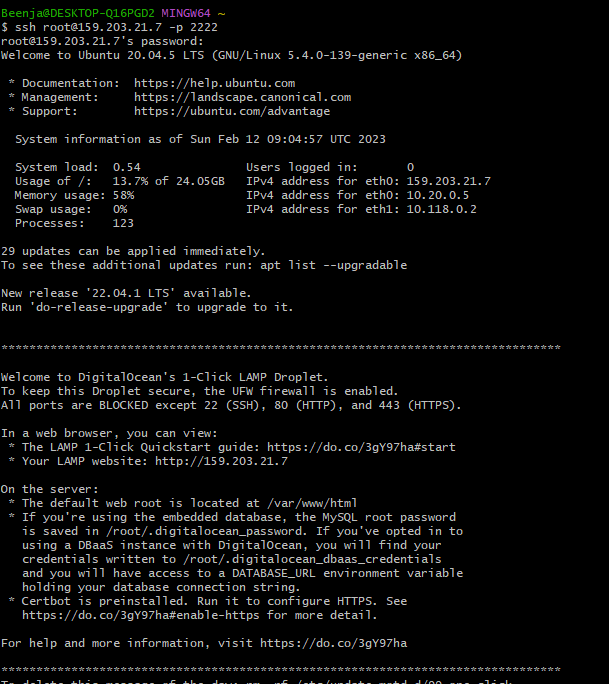 Beenja@DESKTOP-Q16PGD2 MINGW64 ~
$ ssh root@159.203.21.7 -p 2222
root@159.203.21.7's password:
Welcome to Ubuntu 20.04.5 LTS (GNU/Linux 5.4.0-139-generic x86_64)
* Documentation: https://help.ubuntu.com
* Management: https://landscape.canonical.com
* Support: https://ubuntu.com/advantage
System information as of Sun Feb 12 09:04:57 UTC 2023
System load: 0.54 Users logged in: 0
Usage of /: 13.7% of 24.05GB IPv4 address for eth0: 159.203.21.7
Memory usage: 58% IPv4 address for eth0: 10.20.0.5
Swap usage: 0% IPv4 address for eth1: 10.118.0.2
Processes: 123
29 updates can be applied immediately.
To see these additional updates run: apt list --upgradable
New release '22.04.1 LTS' available.
Run 'do-release-upgrade' to upgrade to it.
********************************************************************************
Welcome to DigitalOcean's 1-Click LAMP Droplet.
To keep this Droplet secure, the UFW firewall is enabled.
All ports are BLOCKED except 22 (SSH), 80 (HTTP), and 443 (HTTPS).
In a web browser, you can view:
* The LAMP 1-Click Quickstart guide: https://do.co/3gY97ha#start
* Your LAMP website: http://159.203.21.7
On the server:
* The default web root is located at /var/www/html
* If you're using the embedded database, the MySQL root password
is saved in /root/.digitalocean_password. If you've opted in to
using a DBaaS instance with DigitalOcean, you will find your
credentials written to /root/.digitalocean_dbaas_credentials
and you will have access to a DATABASE_URL environment variable
holding your database connection string.
* Certbot is preinstalled. Run it to configure HTTPS. See
https://do.co/3gY97ha#enable-https for more detail.
For help and more information, visit https://do.co/3gY97ha
********************************************************************************
To delete this message of the day: rm -rf